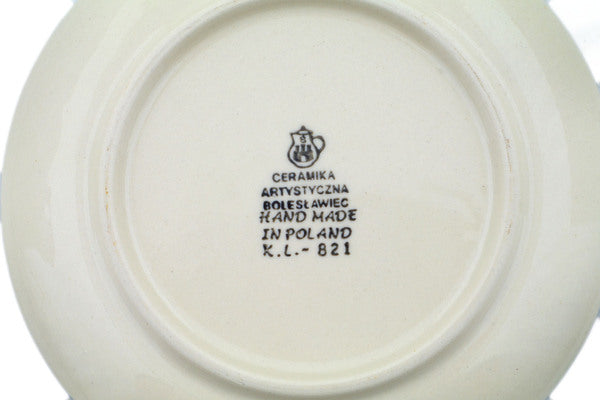 CERAMIKA
ARTYSTYCZNA
BOLESŁAWIEC
HAND MADE
IN POLAND
K.L.-821